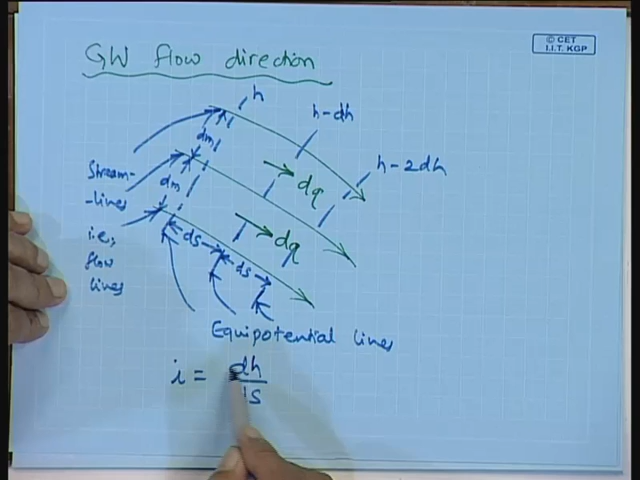 GW flow direction
© CET
I.I.T. KGP
h
h-dh
h-2dh
dm
dm
dq
dq
Stream-
-lines
i.e.,
flow
lines
ds
ds
Equipotential lines
i = dh
ds